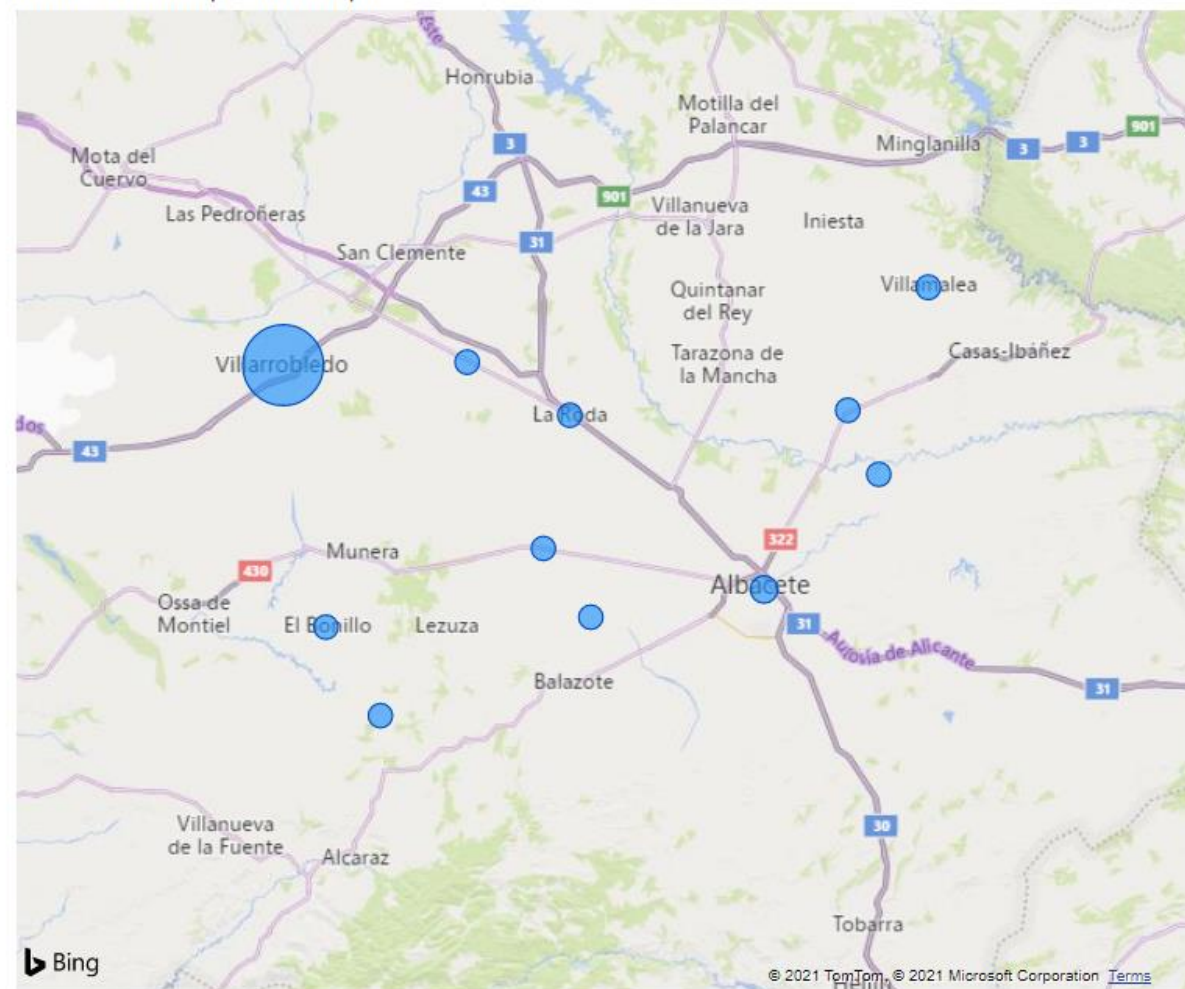 Este
Honrubia
Motilla del
Palancar
Minglanilla
901
3
3
3
Mota del
Cuervo
43
901
Las Pedroñeras
Villanueva
de la Jara
Iniesta
San Clemente
31
Quintanar
del Rey
Villamalea
Tarazona de
la Mancha
Casas-Ibáñez
Villarrobledo
La Roda
dos
43
322
Munera
430
Albacete
Ossa de
Montiel
El Bonillo
Lezuza
31
Autosía de Alicante
Balazote
31
Villanueva
de la Fuente
30
Alcaraz
Tobarra
Bing
© 2021 TomTom, © 2021 Microsoft Corporation Terms